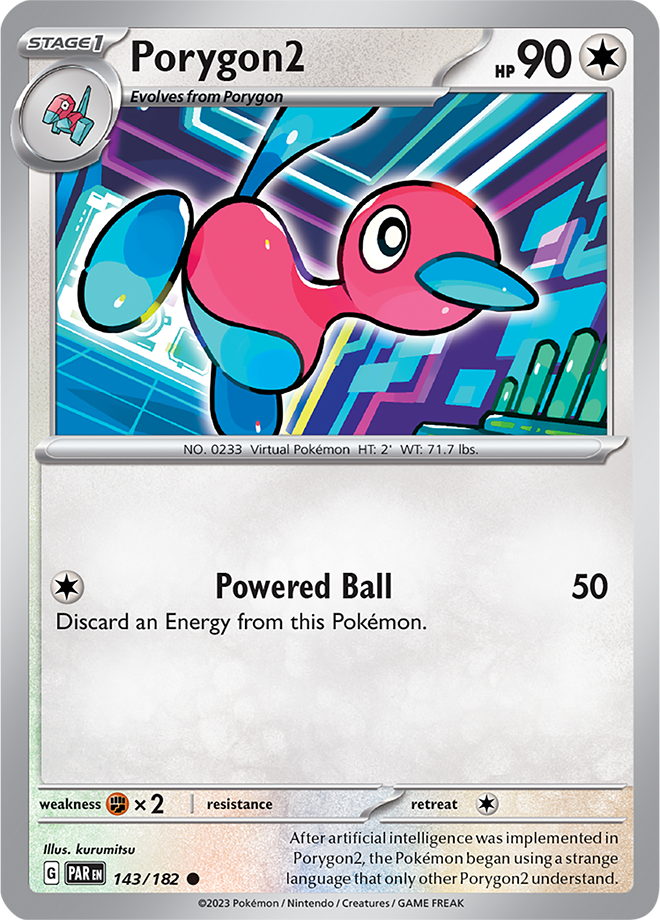 STAGE1
Porygon2
HP 90
Evolves from Porygon
NO. 0233 Virtual Pokémon HT: 2' WT: 71.7 lbs.
Powered Ball 50
Discard an Energy from this Pokémon.
weakness ×2 resistance retreat
Illus. kurumitsu
After artificial intelligence was implemented in
Porygon2, the Pokémon began using a strange
language that only other Porygon2 understand.
G PAR EN 143/182
©2023 Pokémon / Nintendo / Creatures / GAME FREAK